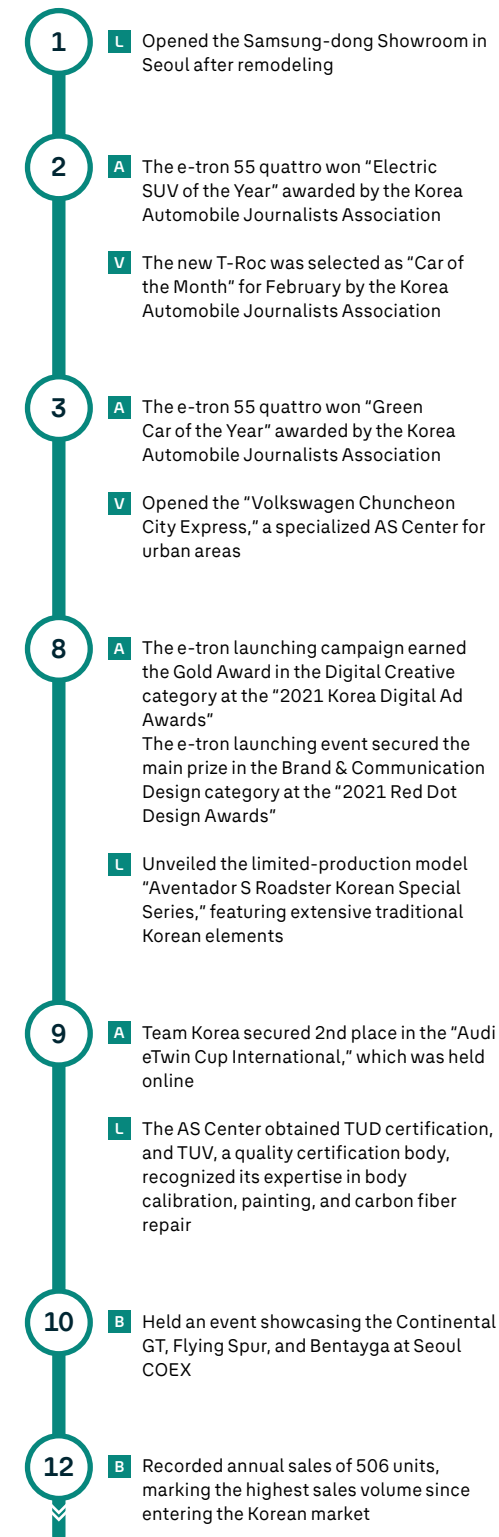 1
L Opened the Samsung-dong Showroom in
Seoul after remodeling
2
A The e-tron 55 quattro won “Electric
SUV of the Year” awarded by the Korea
Automobile Journalists Association
V The new T-Roc was selected as “Car of
the Month” for February by the Korea
Automobile Journalists Association
3
A The e-tron 55 quattro won “Green
Car of the Year” awarded by the Korea
Automobile Journalists Association
V Opened the “Volkswagen Chuncheon
City Express,” a specialized AS Center for
urban areas
8
A The e-tron launching campaign earned
the Gold Award in the Digital Creative
category at the “2021 Korea Digital Ad
Awards”
The e-tron launching event secured the
main prize in the Brand & Communication
Design category at the “2021 Red Dot
Design Awards”
L Unveiled the limited-production model
“Aventador S Roadster Korean Special
Series,” featuring extensive traditional
Korean elements
9
A Team Korea secured 2nd place in the “Audi
eTwin Cup International,” which was held
online
L The AS Center obtained TUD certification,
and TUV, a quality certification body,
recognized its expertise in body
calibration, painting, and carbon fiber
repair
10
B Held an event showcasing the Continental
GT, Flying Spur, and Bentayga at Seoul
COEX
12
B Recorded annual sales of 506 units,
marking the highest sales volume since
entering the Korean market